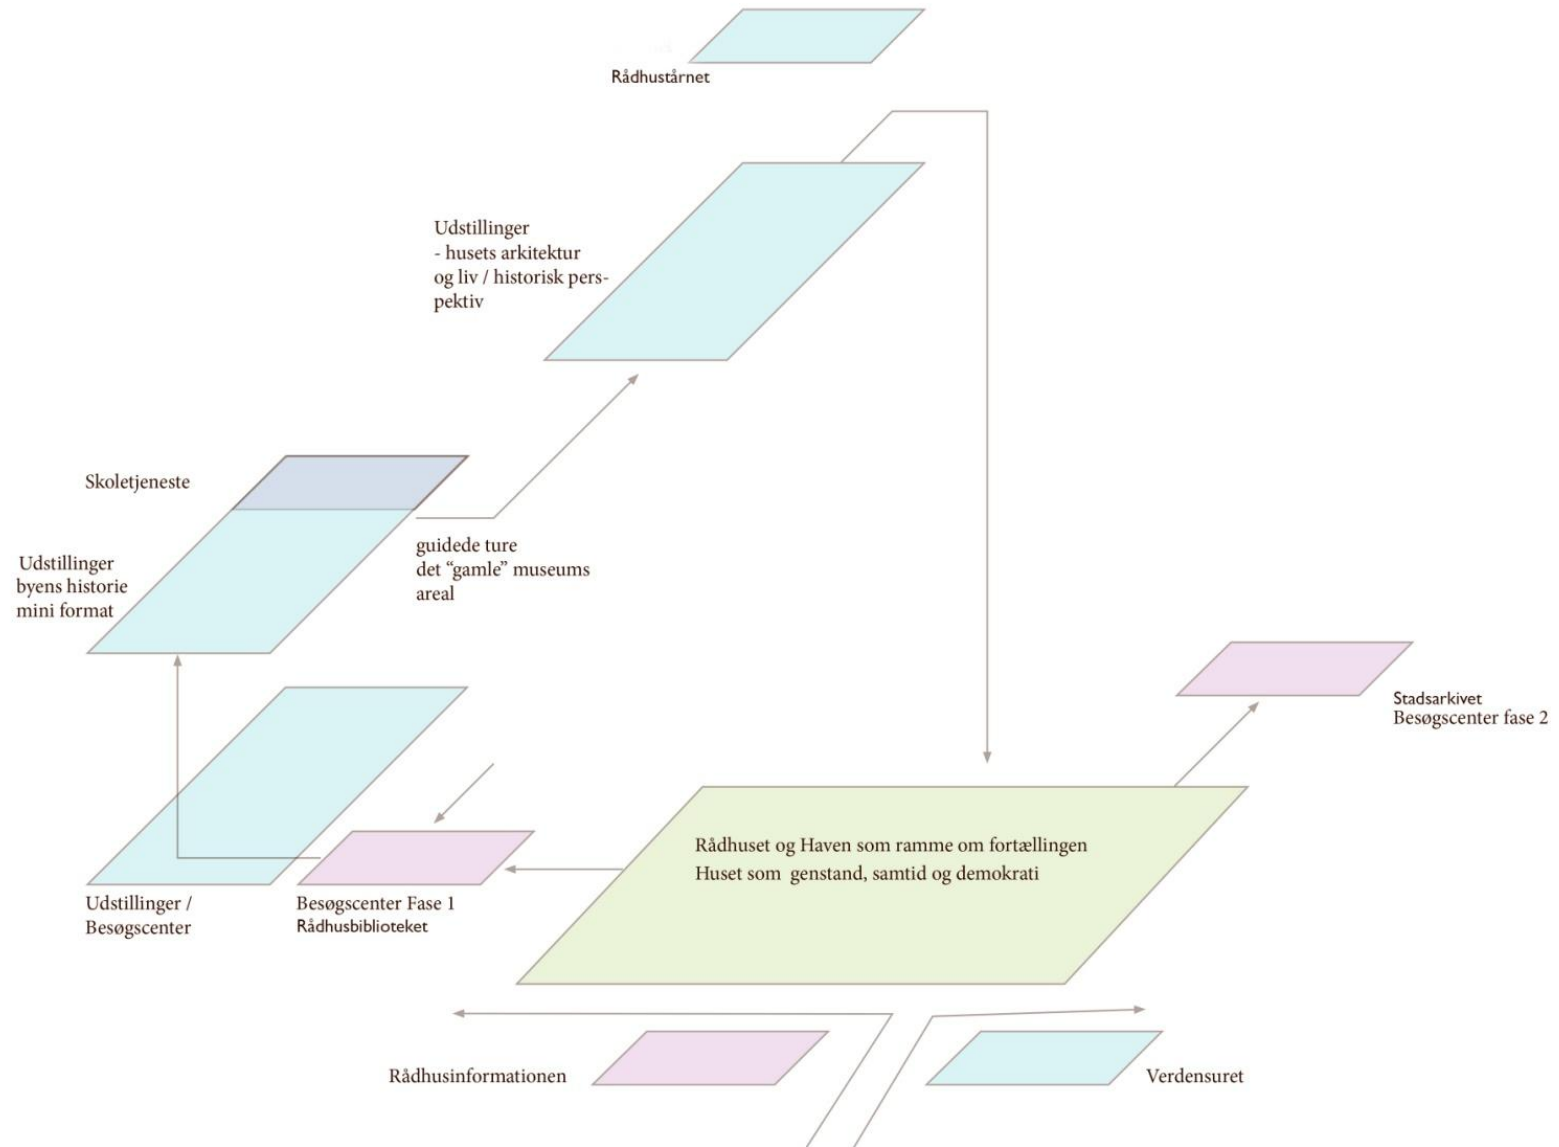 Rådhustårnet
Udstillinger
- husets arkitektur
og liv / historisk pers-
pektiv
Skoletjeneste
Udstillinger
byens historie
mini format
guidede ture
det “gamle” museums
areal
Stadsarkivet
Besøgscenter fase 2
Rådhuset og Haven som ramme om fortællingen
Huset som genstand, samtid og demokrati
Udstillinger /
Besøgscenter
Besøgscenter Fase 1
Rådhusbiblioteket
Rådhusinformationen
Verdensuret